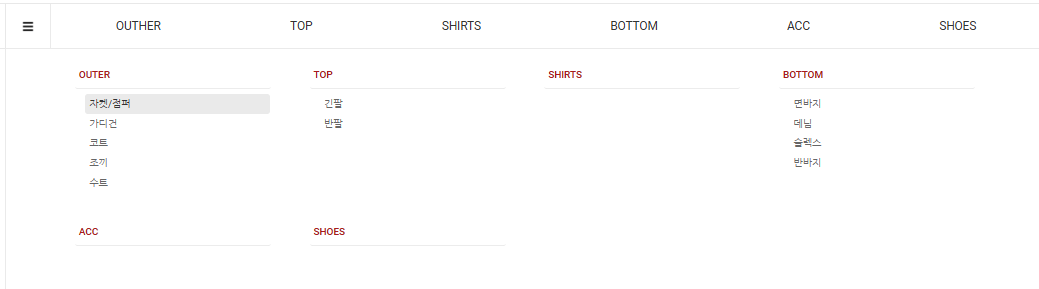 OUTHER TOP SHIRTS BOTTOM ACC SHOES
OUTER
자켓/점퍼
가디건
코트
조끼
수트
TOP
긴팔
반팔
SHIRTS
BOTTOM
면바지
데님
슬렉스
반바지
ACC
SHOES